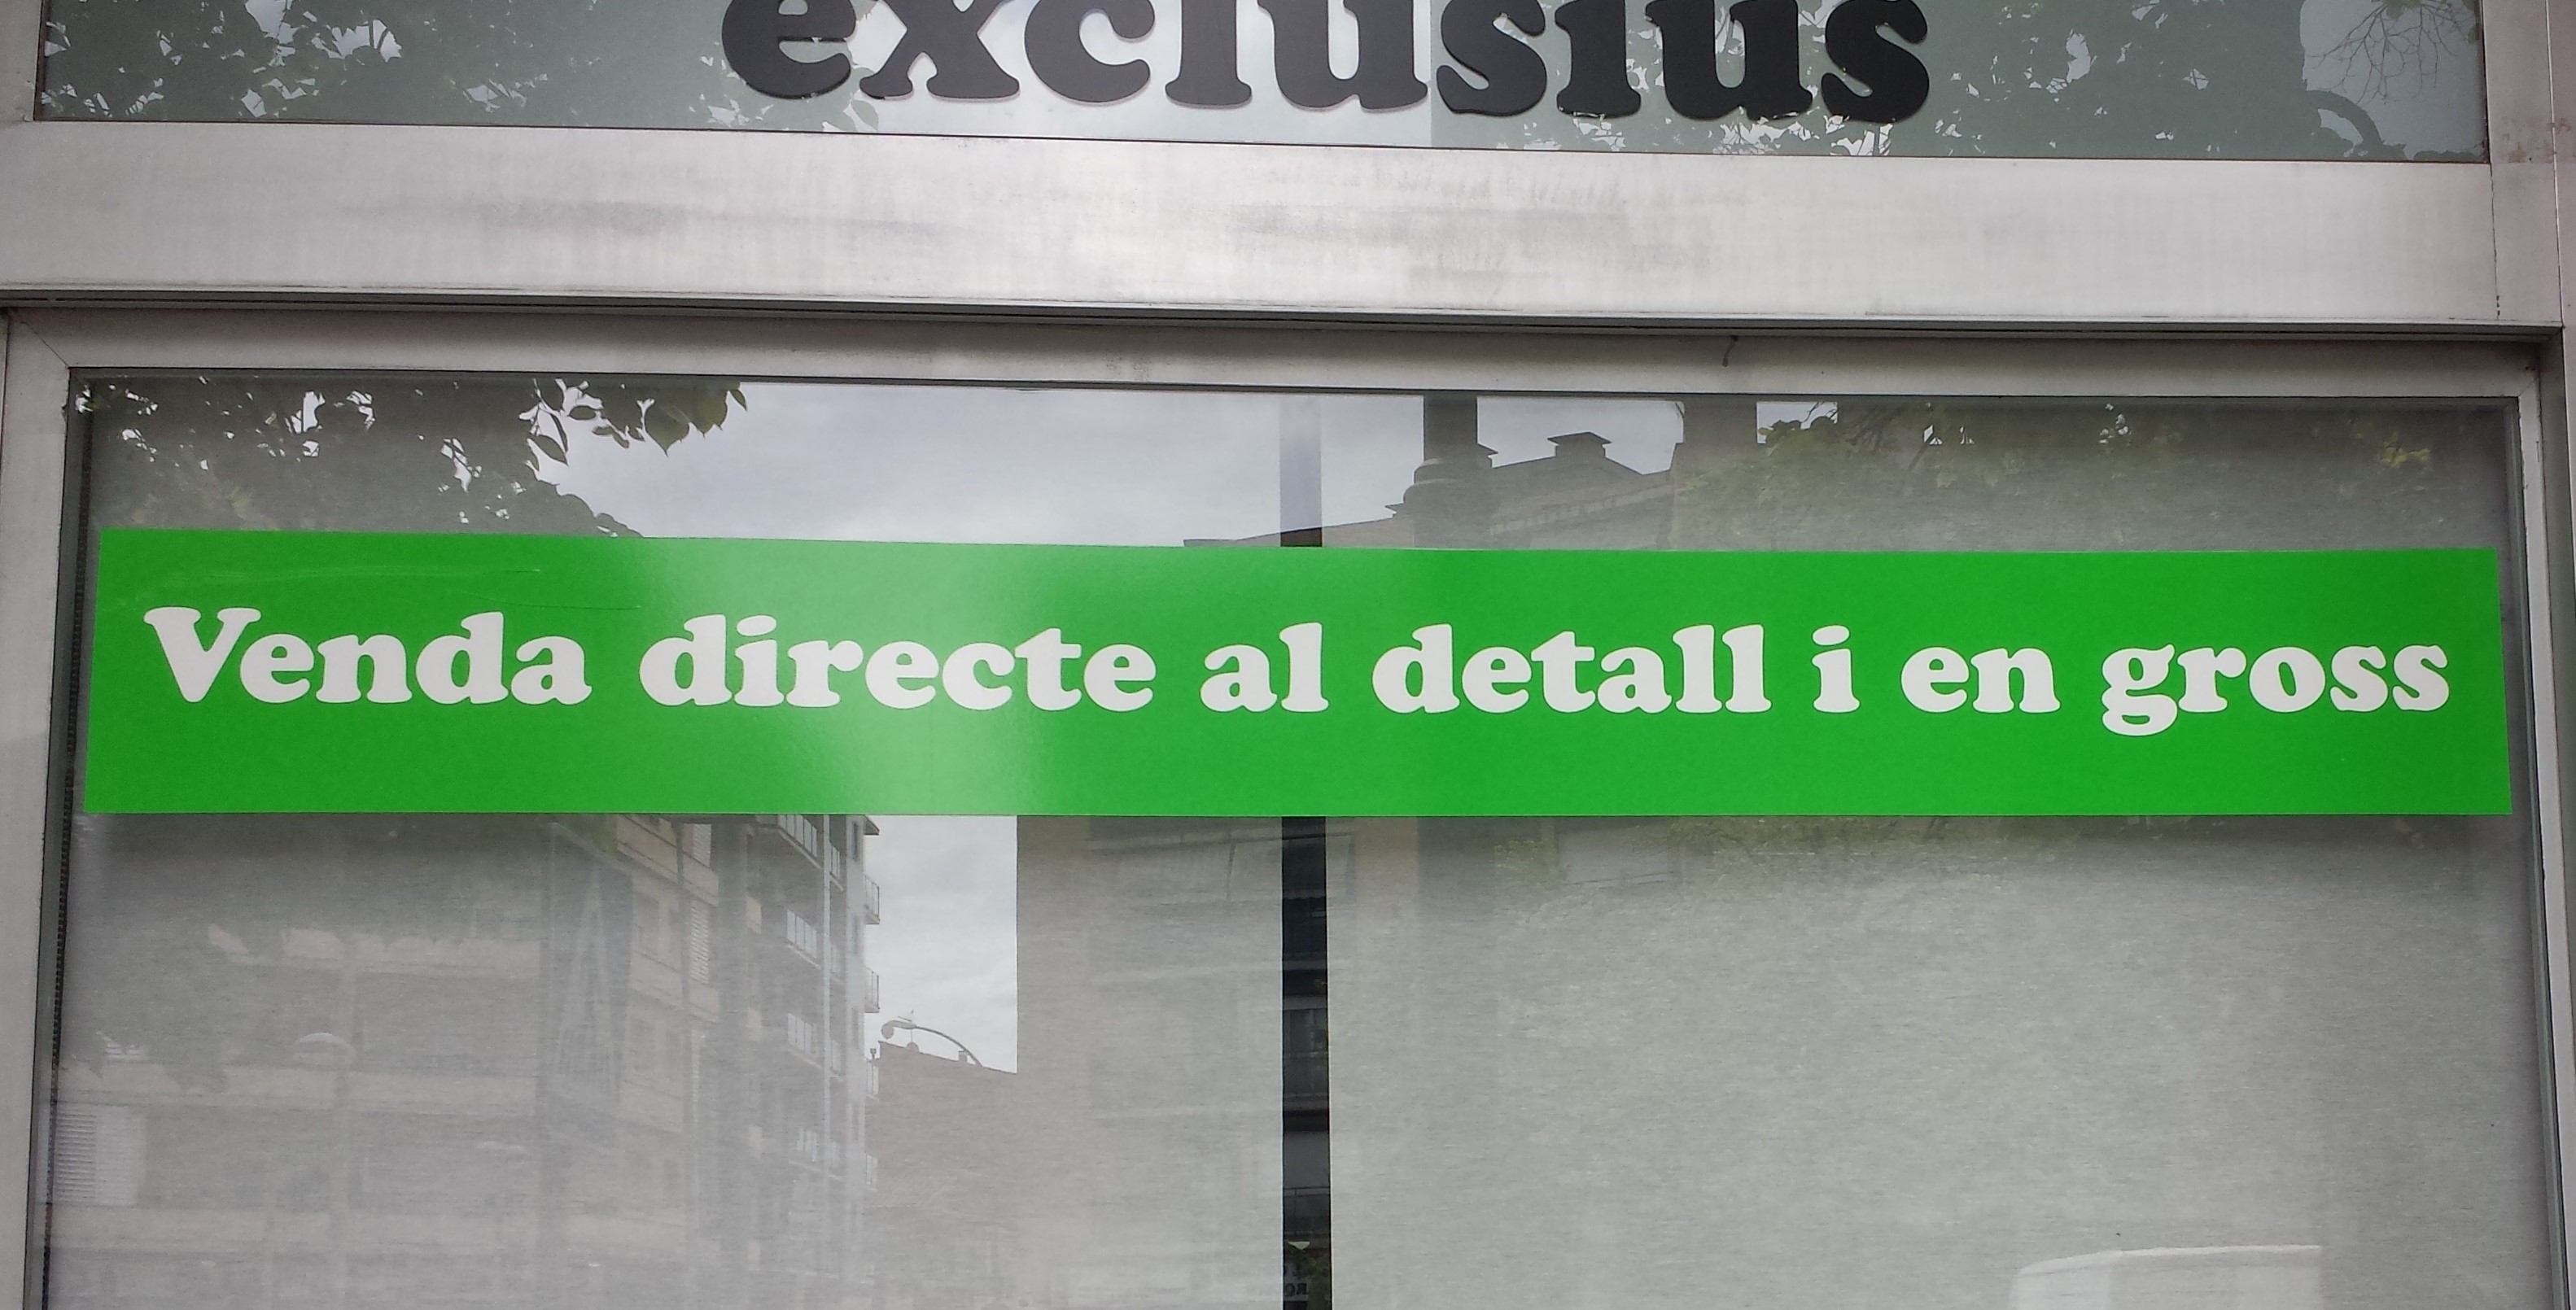 exclusius
Venda directe al detall i en gross